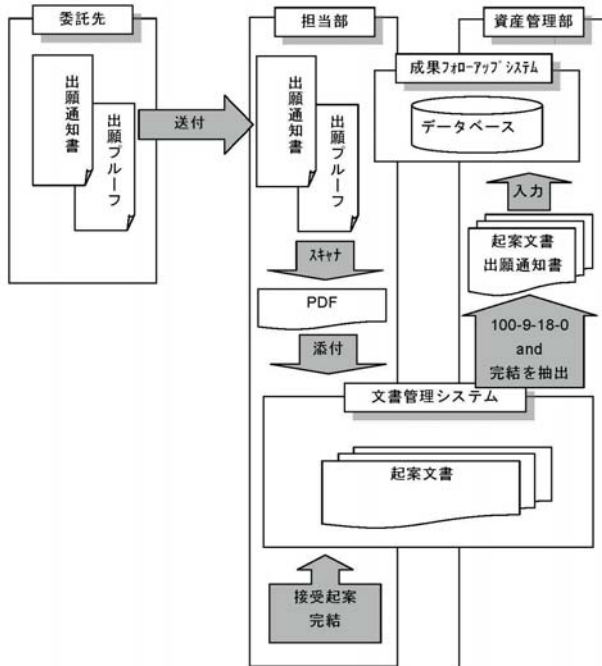 委託先
担当部
資産管理部
出願通知書
出願プルーフ
送付
出願通知書
出願プルーフ
成果フォローアップシステム
データベース
入力
起案文書
出願通知書
スキャナ
PDF
添付
100-9-18-0
and
完結を抽出
文書管理システム
起案文書
接受起案
完結